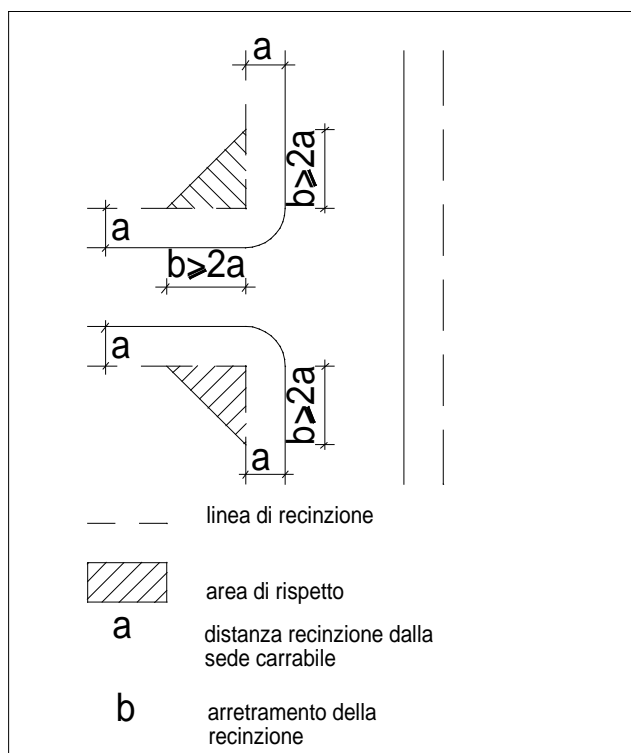 a
b⩾2a
a
b⩾2a
a
b⩾2a
a
linea di recinzione
area di rispetto
a
distanza recinzione dalla
sede carrabile
b
arretramento della
recinzione